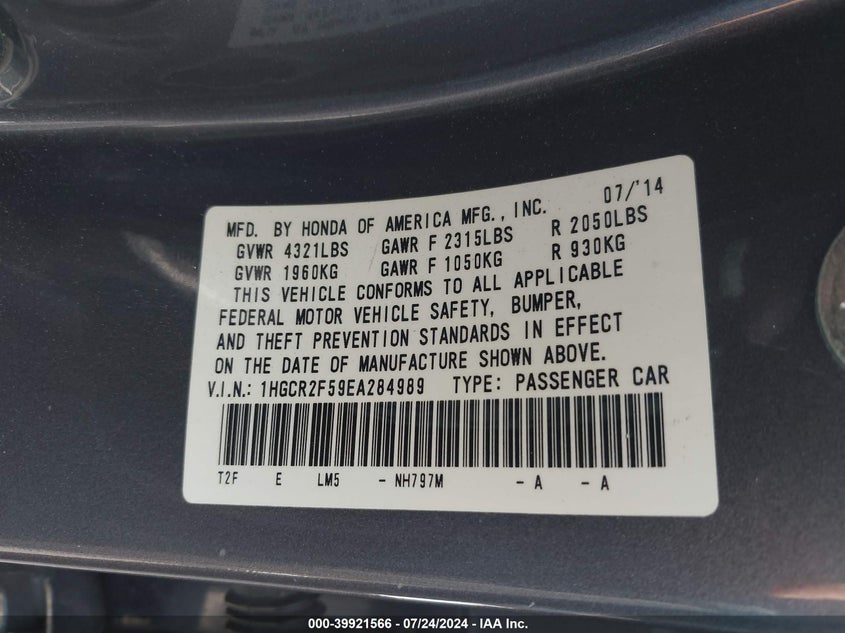 MFD. BY HONDA OF AMERICA MFG., INC. 07/'14
GVWR 4321LBS GAWR F 2315LBS R 2050LBS
GVWR 1960KG GAWR F 1050KG R 930KG
THIS VEHICLE CONFORMS TO ALL APPLICABLE
FEDERAL MOTOR VEHICLE SAFETY, BUMPER,
AND THEFT PREVENTION STANDARDS IN EFFECT
ON THE DATE OF MANUFACTURE SHOWN ABOVE.
V.I.N.: 1HGCR2F59EA284989 TYPE: PASSENGER CAR
T2F E LM5 - NH797M - A - A
000-39921566 / 07/24/2024 - IAA Inc.